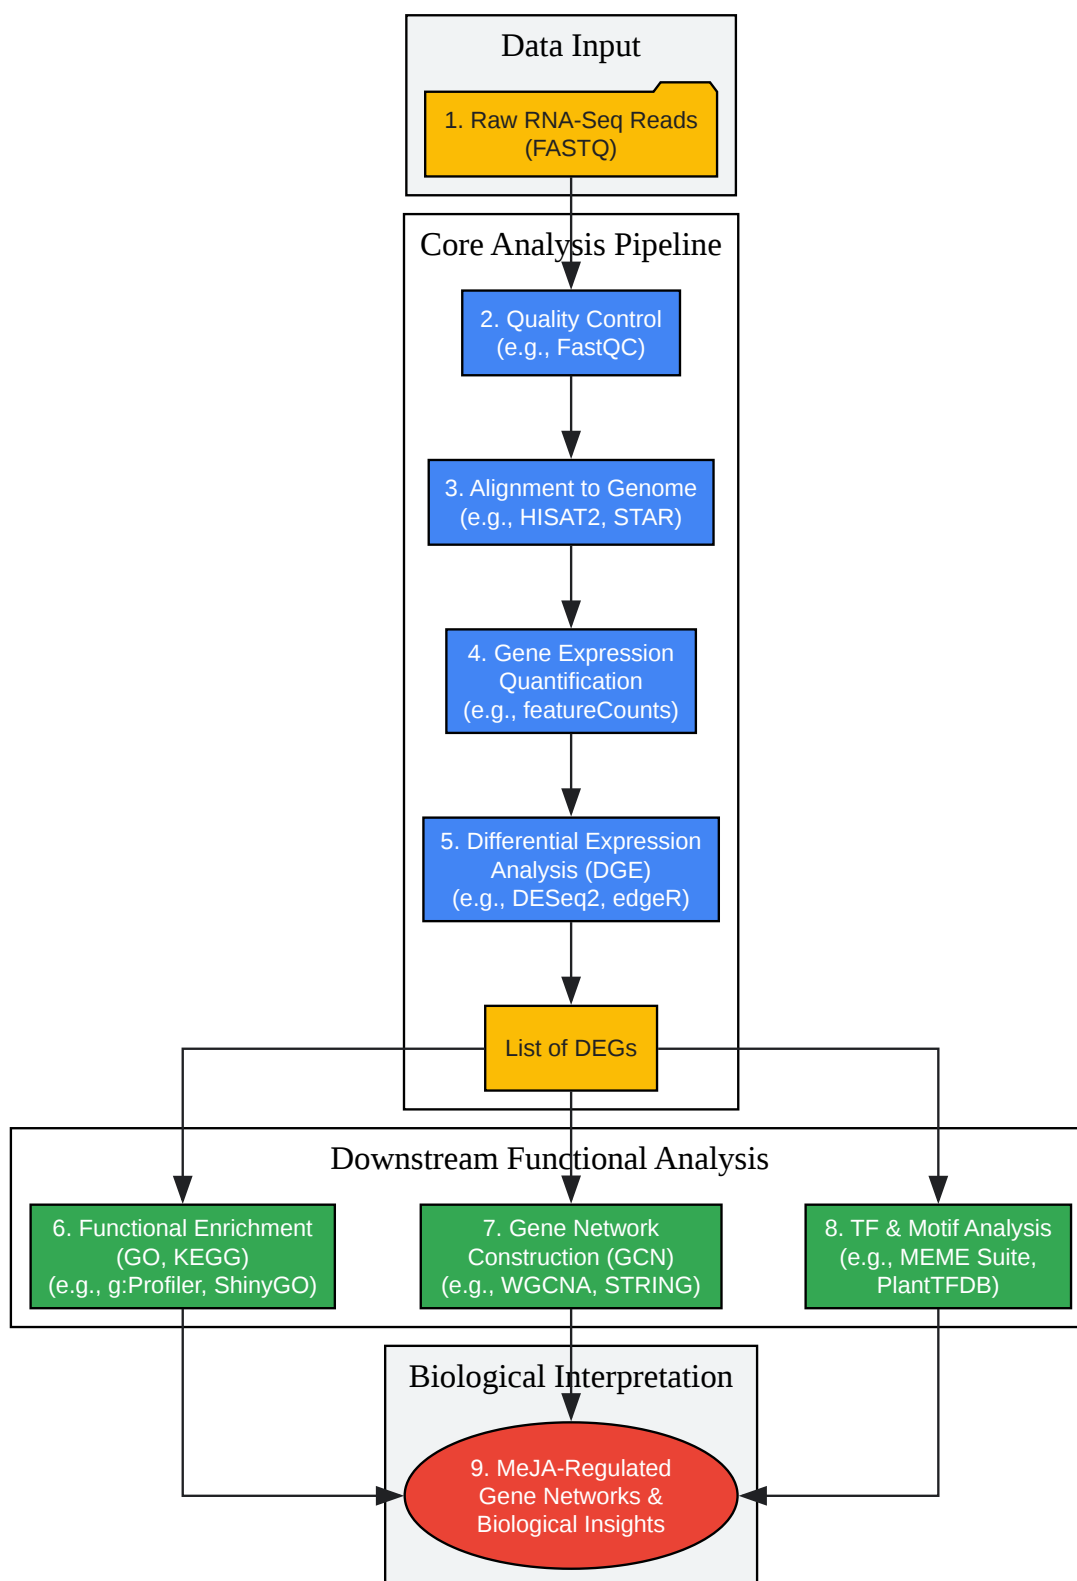 Data Input
1. Raw RNA-Seq Reads
(FASTQ)
Core Analysis Pipeline
2. Quality Control
(e.g., FastQC)
3. Alignment to Genome
(e.g., HISAT2, STAR)
4. Gene Expression
Quantification
(e.g., featureCounts)
5. Differential Expression
Analysis (DGE)
(e.g., DESeq2, edgeR)
List of DEGs
Downstream Functional Analysis
6. Functional Enrichment
(GO, KEGG)
(e.g., g:Profiler, ShinyGO)
7. Gene Network
Construction (GCN)
(e.g., WGCNA, STRING)
8. TF & Motif Analysis
(e.g., MEME Suite,
PlantTFDB)
Biological Interpretation
9. MeJA-Regulated
Gene Networks &
Biological Insights